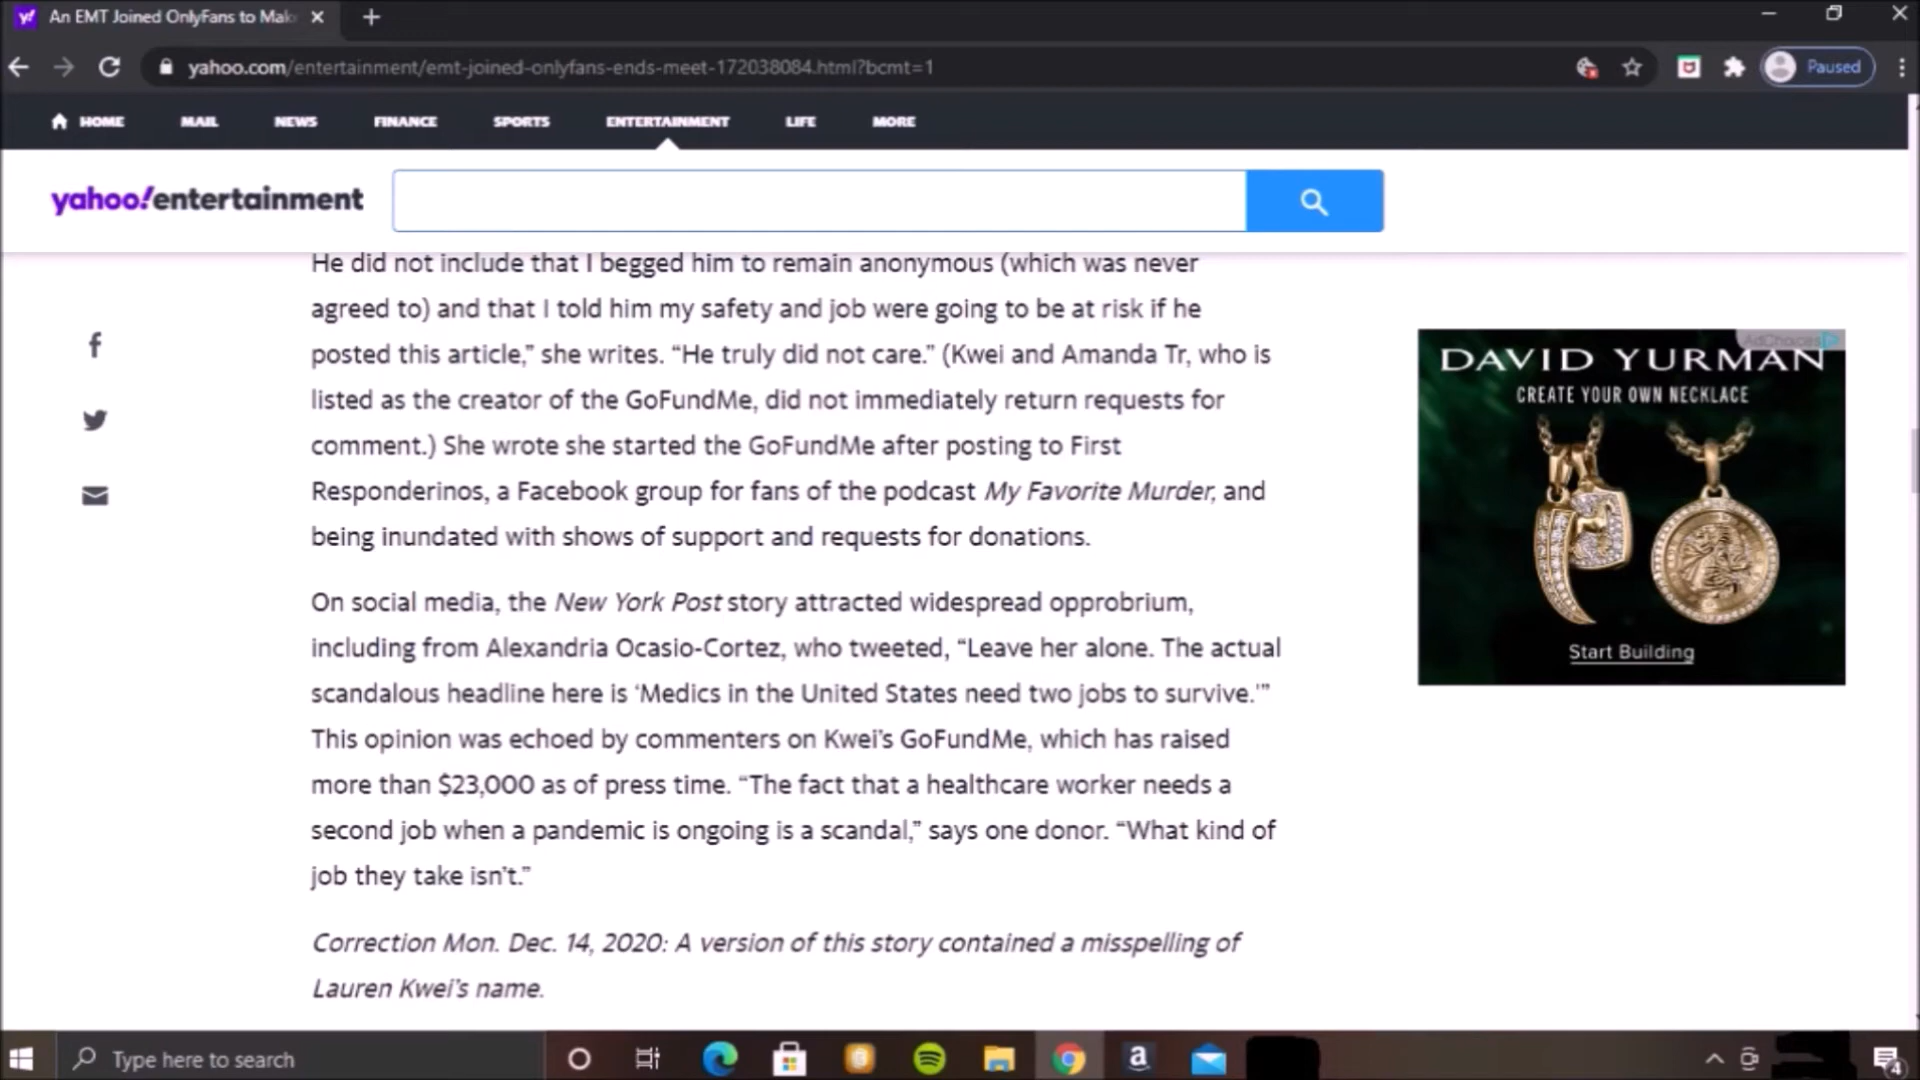 An EMT Joined OnlyFans to Mak
yahoo.com/entertainment/emt-joined-onlyfans-ends-meet-172038084.html?bcmt=1
Paused
HOME MAIL NEWS FINANCE SPORTS ENTERTAINMENT LIFE MORE
yahoo!entertainment
He did not include that I begged him to remain anonymous (which was never
agreed to) and that I told him my safety and job were going to be at risk if he
posted this article,” she writes. “He truly did not care.” (Kwei and Amanda Tr, who is
listed as the creator of the GoFundMe, did not immediately return requests for
comment.) She wrote she started the GoFundMe after posting to First
Responderinos, a Facebook group for fans of the podcast My Favorite Murder, and
being inundated with shows of support and requests for donations.
On social media, the New York Post story attracted widespread opprobrium,
including from Alexandria Ocasio-Cortez, who tweeted, “Leave her alone. The actual
scandalous headline here is ‘Medics in the United States need two jobs to survive.’”
This opinion was echoed by commenters on Kwei’s GoFundMe, which has raised
more than $23,000 as of press time. “The fact that a healthcare worker needs a
second job when a pandemic is ongoing is a scandal,” says one donor. “What kind of
job they take isn’t.”
Correction Mon. Dec. 14, 2020: A version of this story contained a misspelling of
Lauren Kwei’s name.
AdChoices
DAVID YURMAN
CREATE YOUR OWN NECKLACE
Start Building
Type here to search
4